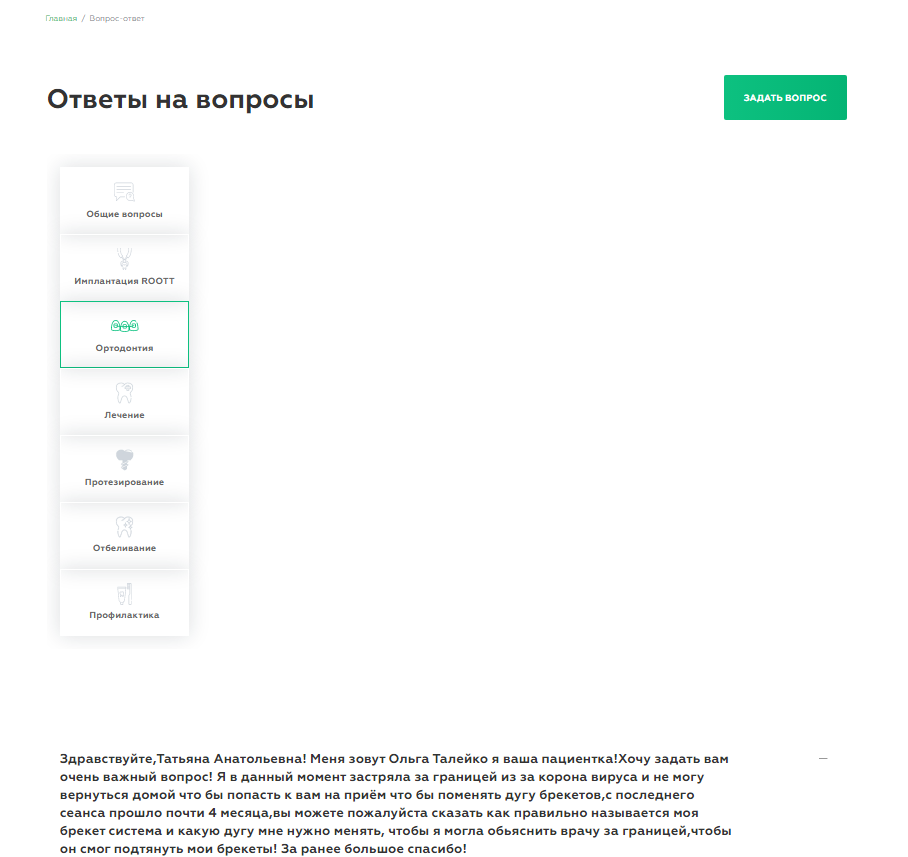 Главная / Вопрос-ответ
Ответы на вопросы
ЗАДАТЬ ВОПРОС
Общие вопросы
Имплантация ROOTT
Ортодонтия
Лечение
Протезирование
Отбеливание
Профилактика
Здравствуйте,Татьяна Анатольевна! Меня зовут Ольга Талейко я ваша пациентка!Хочу задать вам
очень важный вопрос! Я в данный момент застряла за границей из за корона вируса и не могу
вернуться домой что бы попасть к вам на приём что бы поменять дугу брекетов,с последнего
сеанса прошло почти 4 месяца,вы можете пожалуйста сказать как правильно называется моя
брекет система и какую дугу мне нужно менять, чтобы я могла обьяснить врачу за границей,чтобы
он смог подтянуть мои брекеты! За ранее большое спасибо!